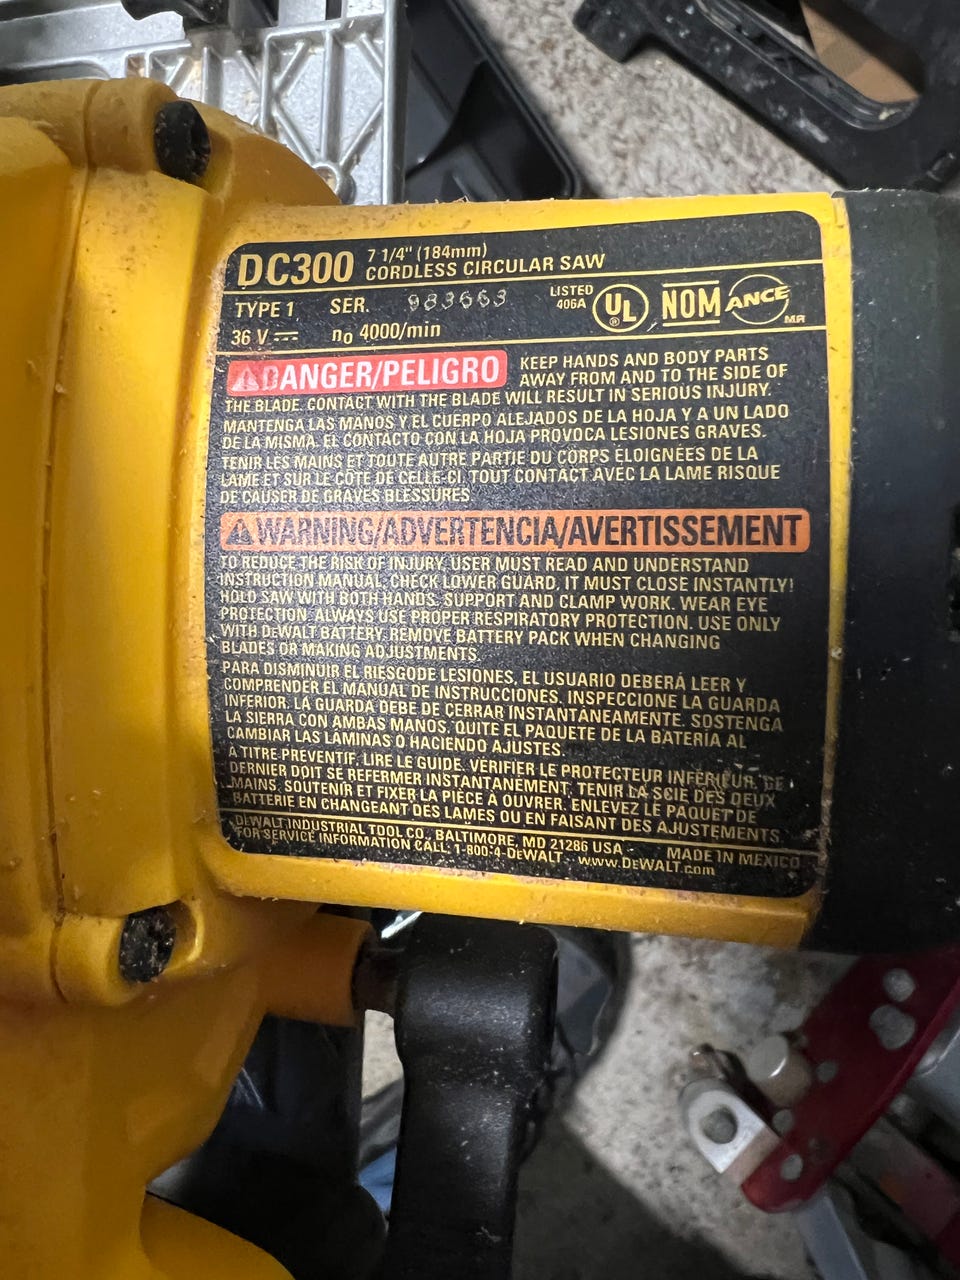 DC300 7 1/4" (184mm)
CORDLESS CIRCULAR SAW
TYPE 1 SER. 983663 LISTED
406A UL NOM ANCE
MR
36 V n₀ 4000/min
DANGER/PELIGRO KEEP HANDS AND BODY PARTS
AWAY FROM AND TO THE SIDE OF
THE BLADE. CONTACT WITH THE BLADE WILL RESULT IN SERIOUS INJURY.
MANTENGA LAS MANOS Y EL CUERPO ALEJADOS DE LA HOJA Y A UN LADO
DE LA MISMA. EL CONTACTO CON LA HOJA PROVOCA LESIONES GRAVES.
TENIR LES MAINS ET TOUTE AUTRE PARTIE DU CORPS ELOIGNÉES DE LA
LAME ET SUR LE CÔTE DE CELLE-CI. TOUT CONTACT AVEC LA LAME RISQUE
DE CAUSER DE GRAVES BLESSURES
WARNING/ADVERTENCIA/AVERTISSEMENT
TO REDUCE THE RISK OF INJURY, USER MUST READ AND UNDERSTAND
INSTRUCTION MANUAL. CHECK LOWER GUARD, IT MUST CLOSE INSTANTLY!
HOLD SAW WITH BOTH HANDS. SUPPORT AND CLAMP WORK. WEAR EYE
PROTECTION. ALWAYS USE PROPER RESPIRATORY PROTECTION. USE ONLY
WITH DEWALT BATTERY. REMOVE BATTERY PACK WHEN CHANGING
BLADES OR MAKING ADJUSTMENTS.
PARA DISMINUIR EL RIESGODE LESIONES, EL USUARIO DEBERÁ LEER Y
COMPRENDER EL MANUAL DE INSTRUCCIONES. INSPECCIONE LA GUARDA
INFERIOR. LA GUARDA DEBE DE CERRAR INSTANTÁNEAMENTE. SOSTENGA
LA SIERRA CON AMBAS MANOS. QUITE EL PAQUETE DE LA BATERÍA AL
CAMBIAR LAS LÁMINAS O HACIENDO AJUSTES.
À TITRE PREVENTIF, LIRE LE GUIDE. VÉRIFIER LE PROTECTEUR INFÉRIEUR. CE
DERNIER DOIT SE REFERMER INSTANTANÉMENT. TENIR LA SCIE DES DEUX
MAINS. SOUTENIR ET FIXER LA PIÈCE À OUVRER. ENLEVEZ LE PAQUET DE
BATTERIE EN CHANGEANT DES LAMES OU EN FAISANT DES AJUSTEMENTS.
DEWALT INDUSTRIAL TOOL CO., BALTIMORE, MD 21286 USA MADE IN MEXICO
FOR SERVICE INFORMATION CALL: 1-800-4-DEWALT www.DEWALT.com